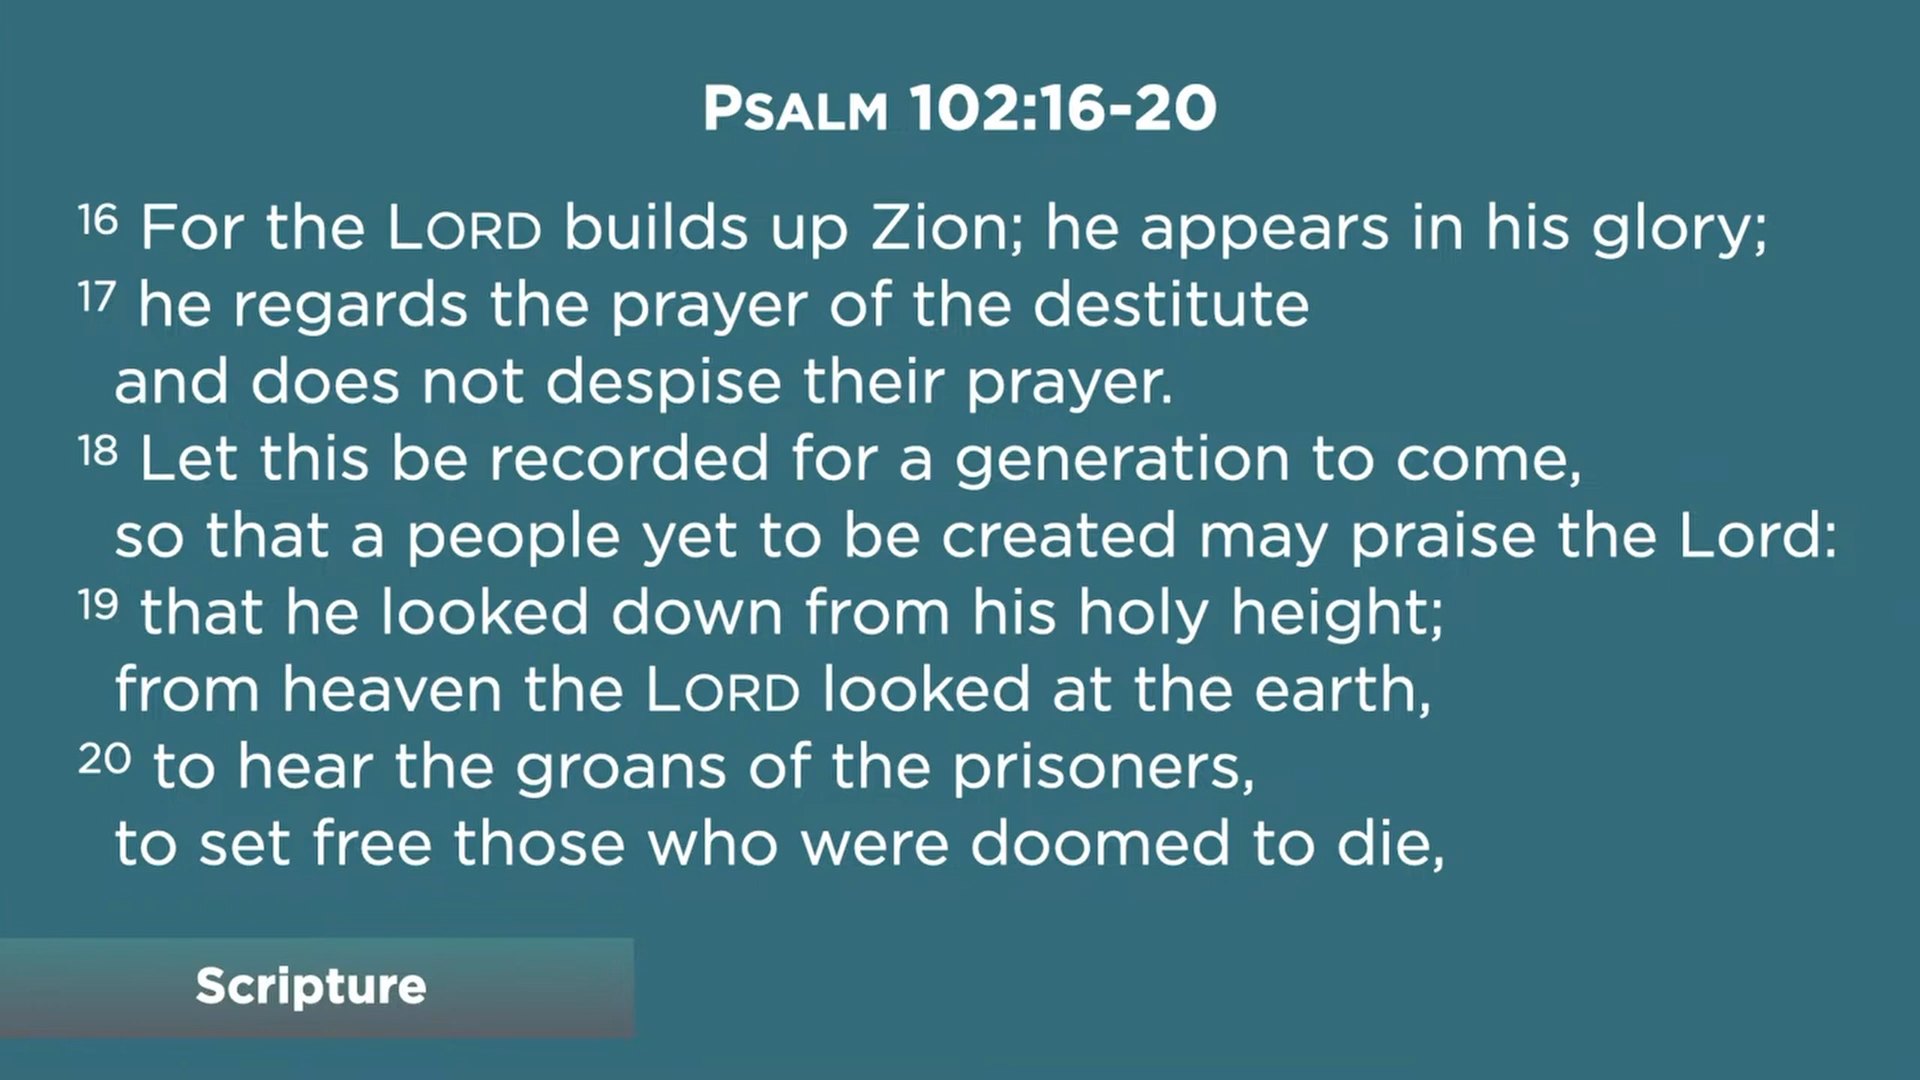 PSALM 102:16-20
16 For the LORD builds up Zion; he appears in his glory;
17 he regards the prayer of the destitute
and does not despise their prayer.
18 Let this be recorded for a generation to come,
so that a people yet to be created may praise the Lord:
19 that he looked down from his holy height;
from heaven the LORD looked at the earth,
20 to hear the groans of the prisoners,
to set free those who were doomed to die,
Scripture